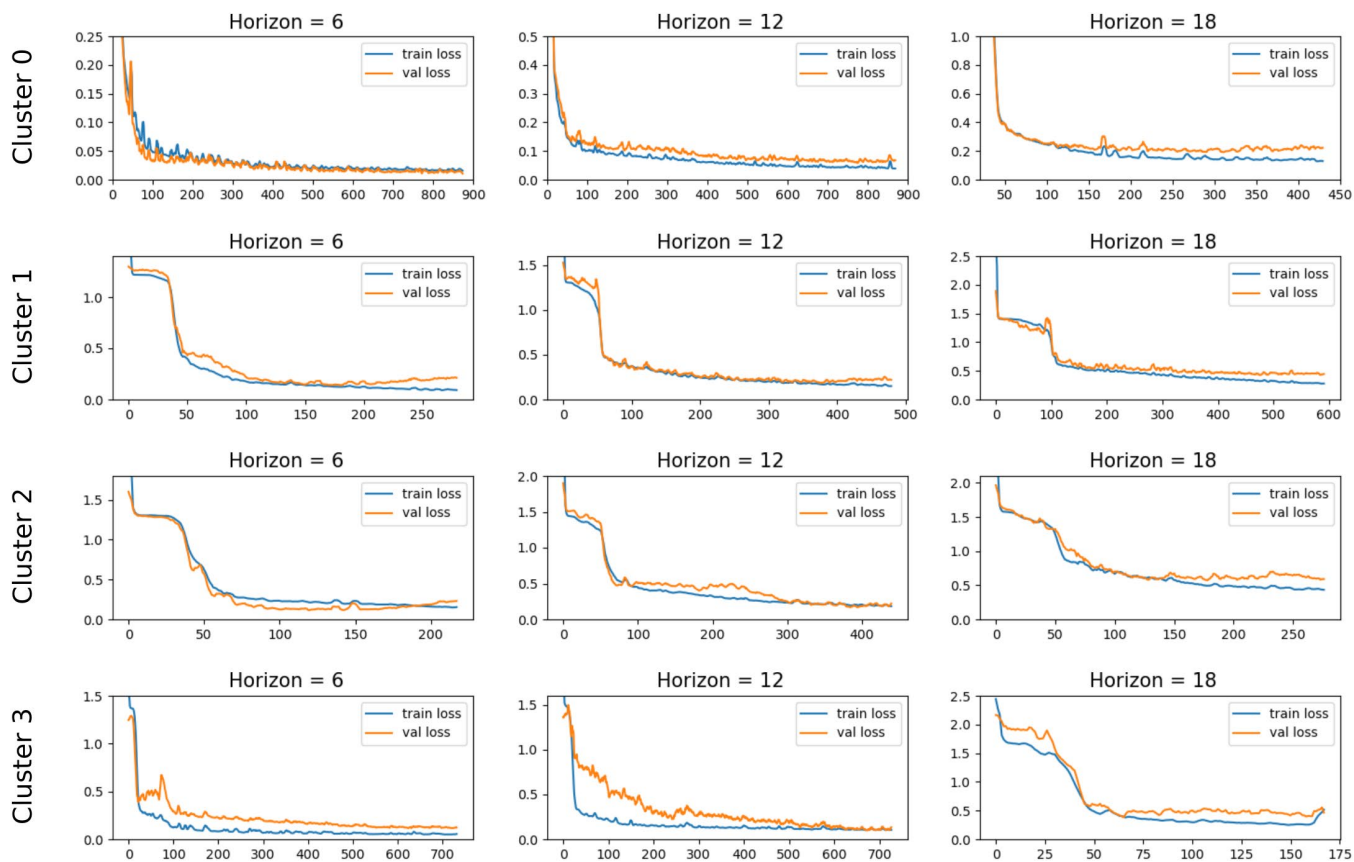 Cluster 0
Horizon = 6
0.25
0.20
0.15
0.10
0.05
0.00
0 100 200 300 400 500 600 700 800 900
train loss
val loss
Horizon = 12
0.5
0.4
0.3
0.2
0.1
0.0
0 100 200 300 400 500 600 700 800 900
train loss
val loss
Horizon = 18
1.0
0.8
0.6
0.4
0.2
0.0
50 100 150 200 250 300 350 400 450
train loss
val loss
Cluster 1
Horizon = 6
1.0
0.5
0.0
0 50 100 150 200 250
train loss
val loss
Horizon = 12
1.5
1.0
0.5
0.0
0 100 200 300 400 500
train loss
val loss
Horizon = 18
2.5
2.0
1.5
1.0
0.5
0.0
0 100 200 300 400 500 600
train loss
val loss
Cluster 2
Horizon = 6
1.5
1.0
0.5
0.0
0 50 100 150 200
train loss
val loss
Horizon = 12
2.0
1.5
1.0
0.5
0.0
0 100 200 300 400
train loss
val loss
Horizon = 18
2.0
1.5
1.0
0.5
0.0
0 50 100 150 200 250
train loss
val loss
Cluster 3
Horizon = 6
1.5
1.0
0.5
0.0
0 100 200 300 400 500 600 700
train loss
val loss
Horizon = 12
1.5
1.0
0.5
0.0
0 100 200 300 400 500 600 700
train loss
val loss
Horizon = 18
2.5
2.0
1.5
1.0
0.5
0.0
0 25 50 75 100 125 150 175
train loss
val loss